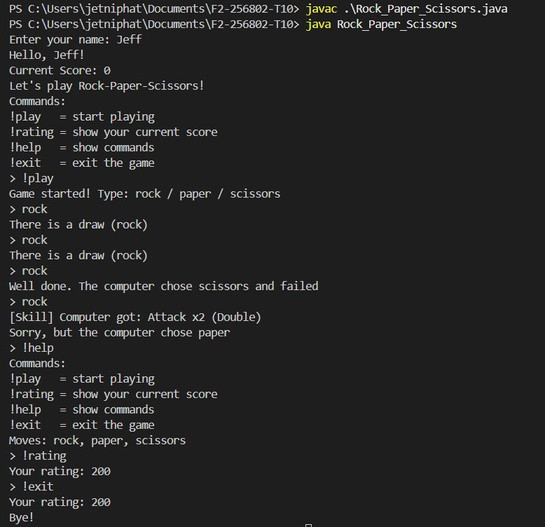 PS C:\Users\jetniphat\Documents\F2-256802-T10> javac .\Rock_Paper_Scissors.java
PS C:\Users\jetniphat\Documents\F2-256802-T10> java Rock_Paper_Scissors
Enter your name: Jeff
Hello, Jeff!
Current Score: 0
Let's play Rock-Paper-Scissors!
Commands:
!play   = start playing
!rating = show your current score
!help   = show commands
!exit   = exit the game
> !play
Game started! Type: rock / paper / scissors
> rock
There is a draw (rock)
> rock
There is a draw (rock)
> rock
Well done. The computer chose scissors and failed
> rock
[Skill] Computer got: Attack x2 (Double)
Sorry, but the computer chose paper
> !help
Commands:
!play   = start playing
!rating = show your current score
!help   = show commands
!exit   = exit the game
Moves: rock, paper, scissors
> !rating
Your rating: 200
> !exit
Your rating: 200
Bye!